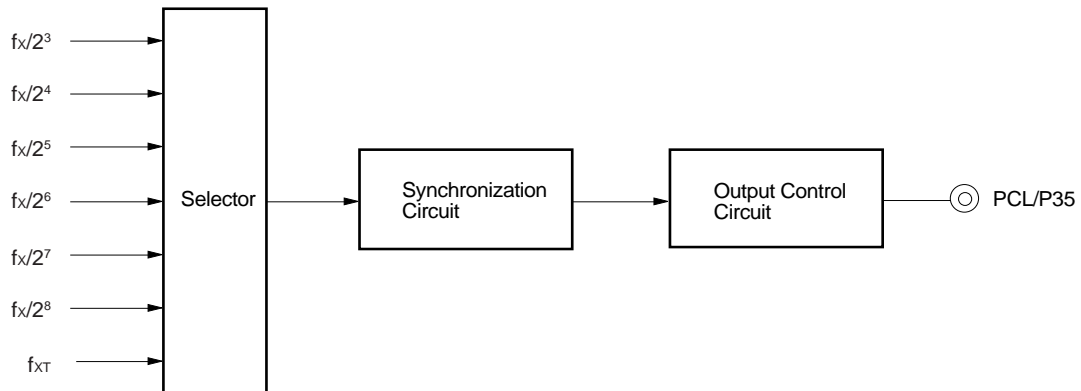 fx/2³
fx/2⁴
fx/2⁵
fx/2⁶
fx/2⁷
fx/2⁸
fXT
Selector
Synchronization
Circuit
Output Control
Circuit
PCL/P35